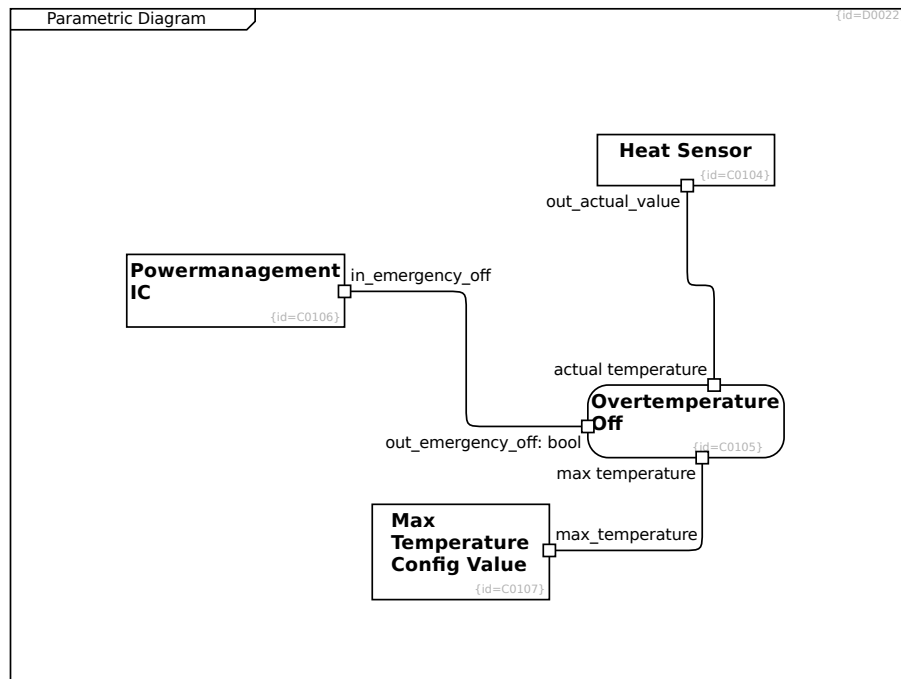 Parametric Diagram
{id=D0022
Heat Sensor
{id=C0104}
out_actual_value
Powermanagement
IC
{id=C0106}
in_emergency_off
actual temperature
Overtemperature
Off
{id=C0105}
out_emergency_off: bool
max temperature
Max
Temperature
Config Value
{id=C0107}
max_temperature